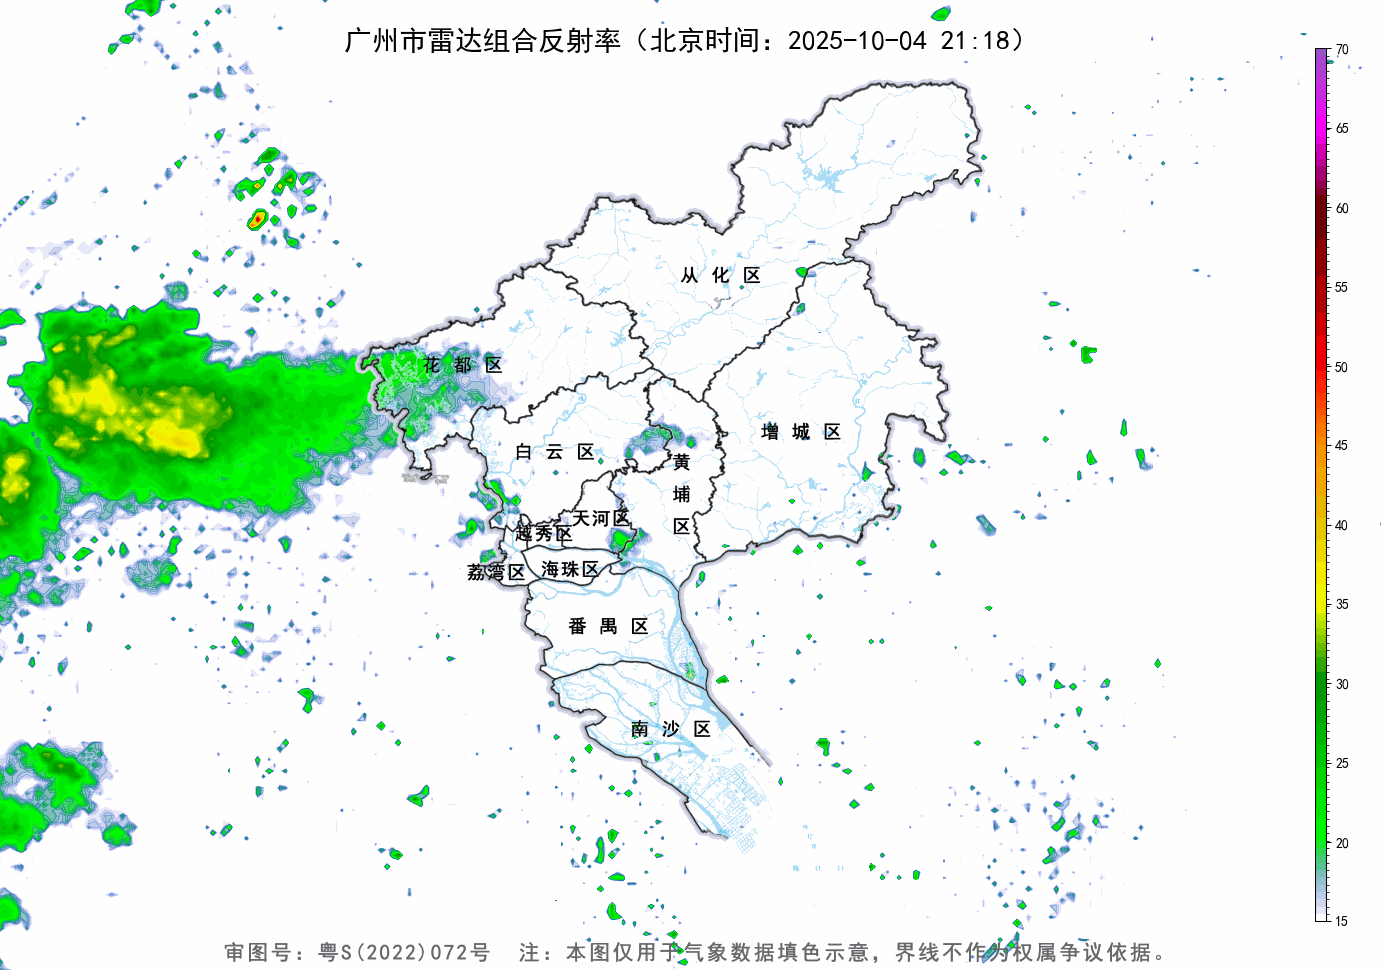 广州市雷达组合反射率（北京时间：2025-10-04 21:18）
70
65
60
55
50
45
40
35
30
25
20
15
从化区
花都区
增城区
白云区
黄埔区
天河区
越秀区
荔湾区
海珠区
番禺区
南沙区
审图号：粤S(2022)072号 注：本图仅用于气象数据填色示意，界线不作为权属争议依据。